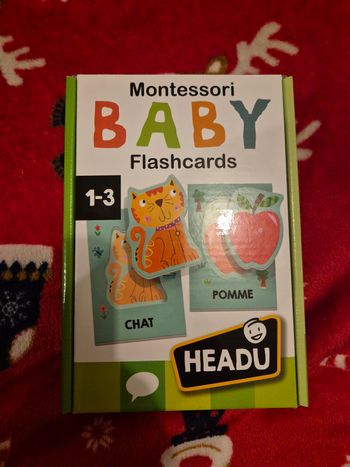 Montessori
BABY
Flashcards
1-3
CHAT
POMME
HEADU